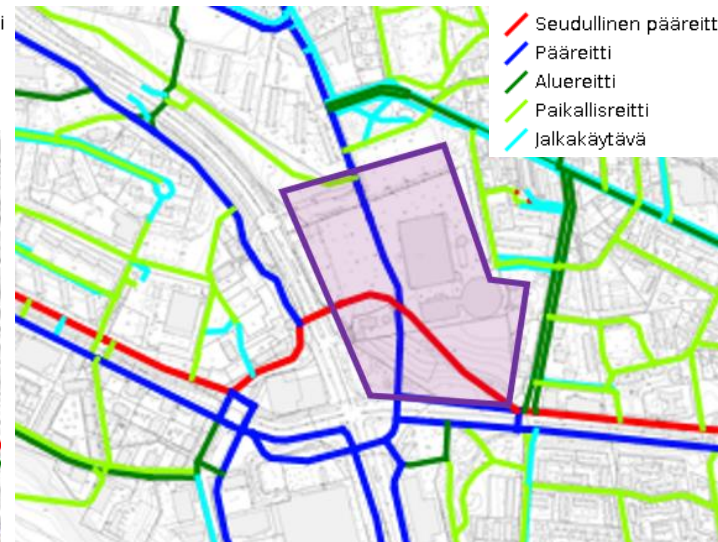 i
Seudullinen pääreitt
Pääreitti
Aluereitti
Paikallisreitti
Jalkakäytävä